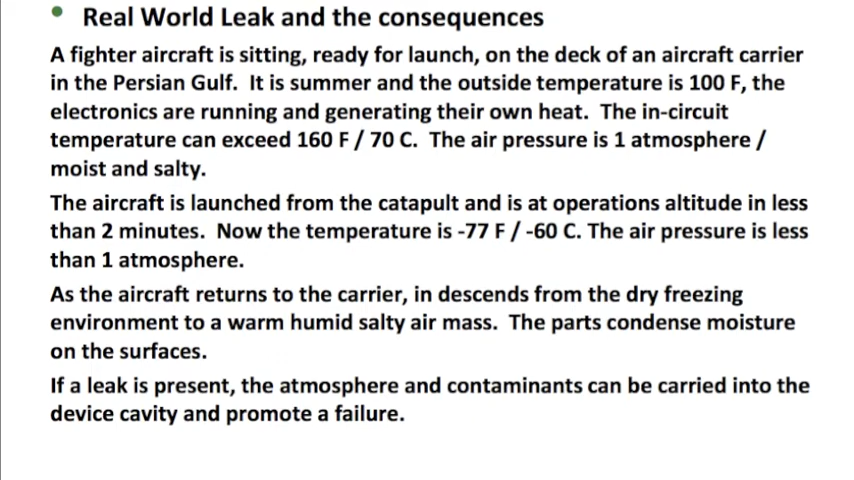 • Real World Leak and the consequences
A fighter aircraft is sitting, ready for launch, on the deck of an aircraft carrier
in the Persian Gulf. It is summer and the outside temperature is 100 F, the
electronics are running and generating their own heat. The in-circuit
temperature can exceed 160 F / 70 C. The air pressure is 1 atmosphere /
moist and salty.
The aircraft is launched from the catapult and is at operations altitude in less
than 2 minutes. Now the temperature is -77 F / -60 C. The air pressure is less
than 1 atmosphere.
As the aircraft returns to the carrier, in descends from the dry freezing
environment to a warm humid salty air mass. The parts condense moisture
on the surfaces.
If a leak is present, the atmosphere and contaminants can be carried into the
device cavity and promote a failure.